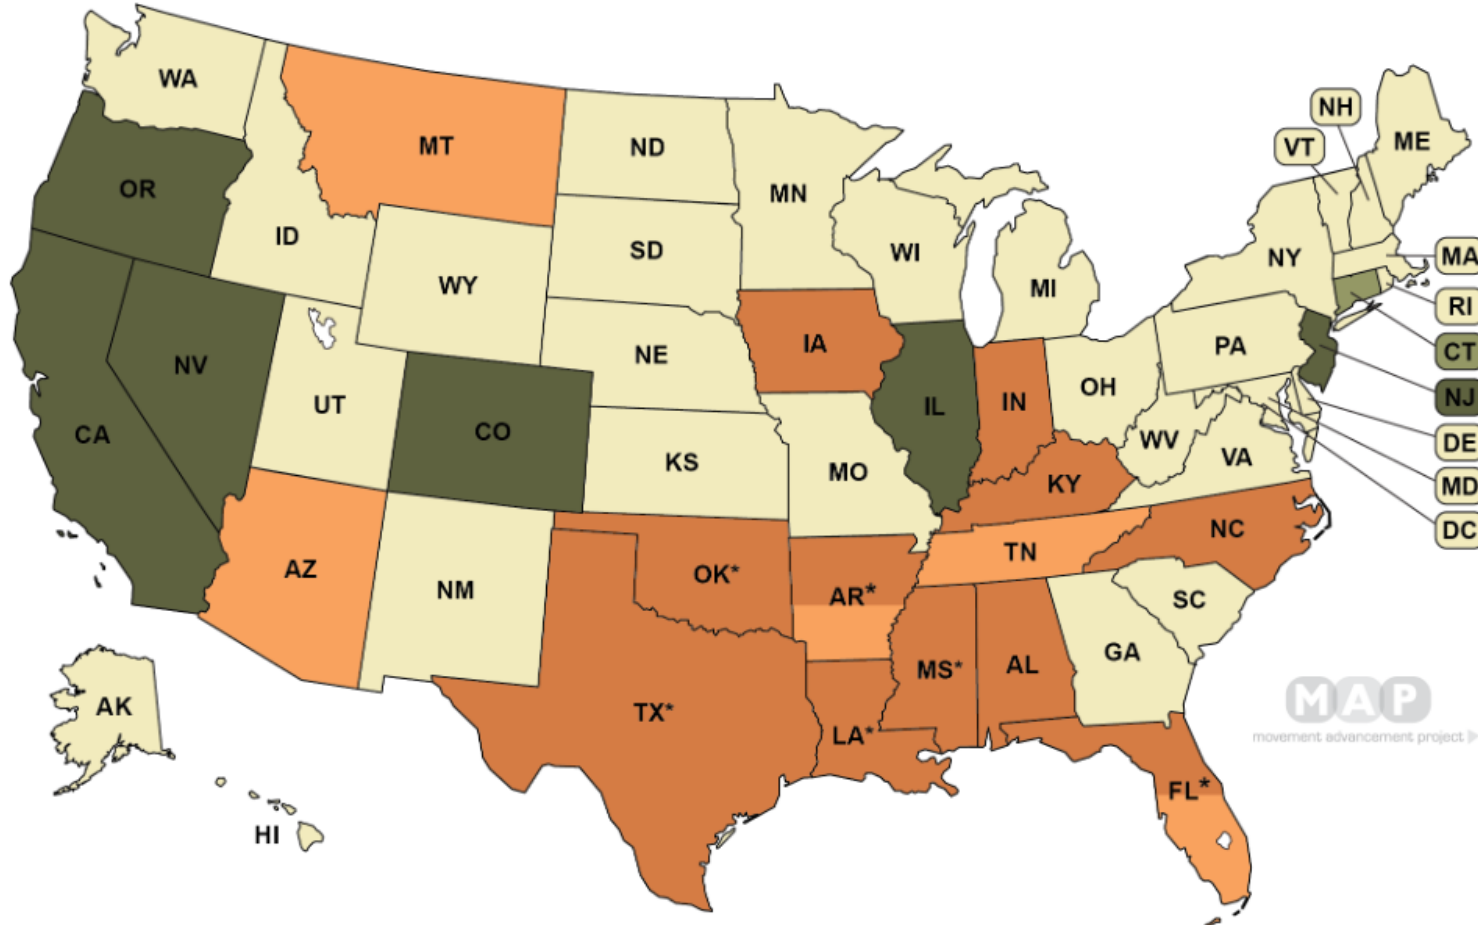 WA
NH
VT
ME
MT
ND
OR
MN
ID
SD
WI
NY
MA
WY
MI
RI
IA
PA
CT
NV
NE
OH
NJ
UT
IL
IN
CA
CO
WV
DE
KS
MO
KY
VA
MD
NC
DC
AZ
NM
OK*
AR*
TN
SC
GA
MS*
AL
AK
TX*
LA*
MAP
movement advancement project
FL*
HI